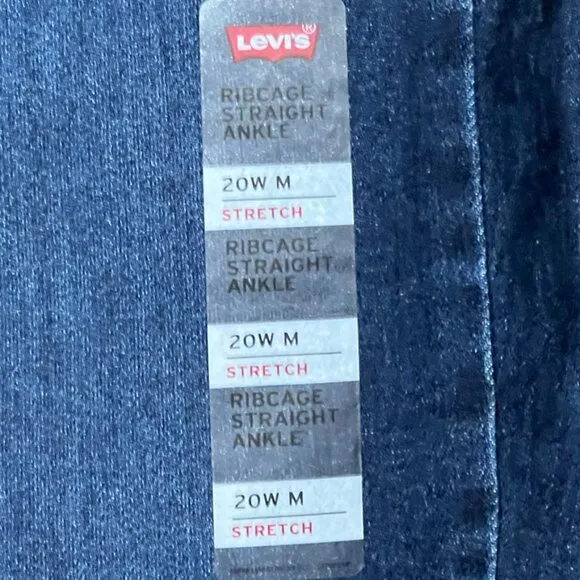 Levi's®
RIBCAGE
STRAIGHT
ANKLE
20W M
STRETCH
RIBCAGE
STRAIGHT
ANKLE
20W M
STRETCH
RIBCAGE
STRAIGHT
ANKLE
20W M
STRETCH